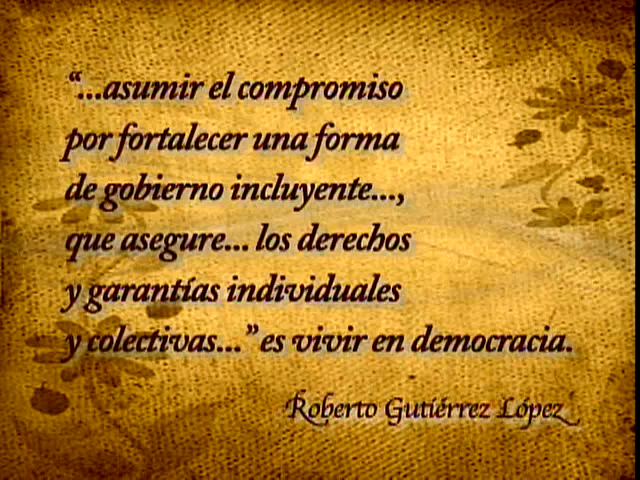 “...asumir el compromiso
por fortalecer una forma
de gobierno incluyente...,
que asegure... los derechos
y garantías individuales
y colectivas...” es vivir en democracia.
Roberto Gutiérrez López